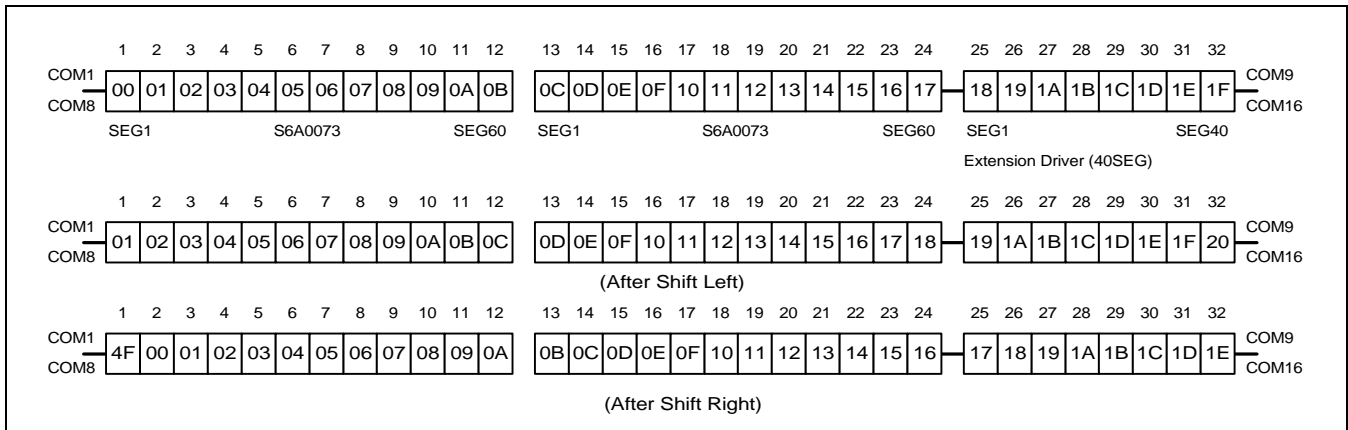 1 2 3 4 5 6 7 8 9 10 11 12 13 14 15 16 17 18 19 20 21 22 23 24 25 26 27 28 29 30 31 32
COM1 COM9
00 01 02 03 04 05 06 07 08 09 0A 0B 0C 0D 0E 0F 10 11 12 13 14 15 16 17 18 19 1A 1B 1C 1D 1E 1F
COM8 COM16
SEG1 S6A0073 SEG60 SEG1 S6A0073 SEG60 SEG1 SEG40
Extension Driver (40SEG)
1 2 3 4 5 6 7 8 9 10 11 12 13 14 15 16 17 18 19 20 21 22 23 24 25 26 27 28 29 30 31 32
COM1 COM9
01 02 03 04 05 06 07 08 09 0A 0B 0C 0D 0E 0F 10 11 12 13 14 15 16 17 18 19 1A 1B 1C 1D 1E 1F 20
COM8 COM16
(After Shift Left)
1 2 3 4 5 6 7 8 9 10 11 12 13 14 15 16 17 18 19 20 21 22 23 24 25 26 27 28 29 30 31 32
COM1 COM9
4F 00 01 02 03 04 05 06 07 08 09 0A 0B 0C 0D 0E 0F 10 11 12 13 14 15 16 17 18 19 1A 1B 1C 1D 1E
COM8 COM16
(After Shift Right)